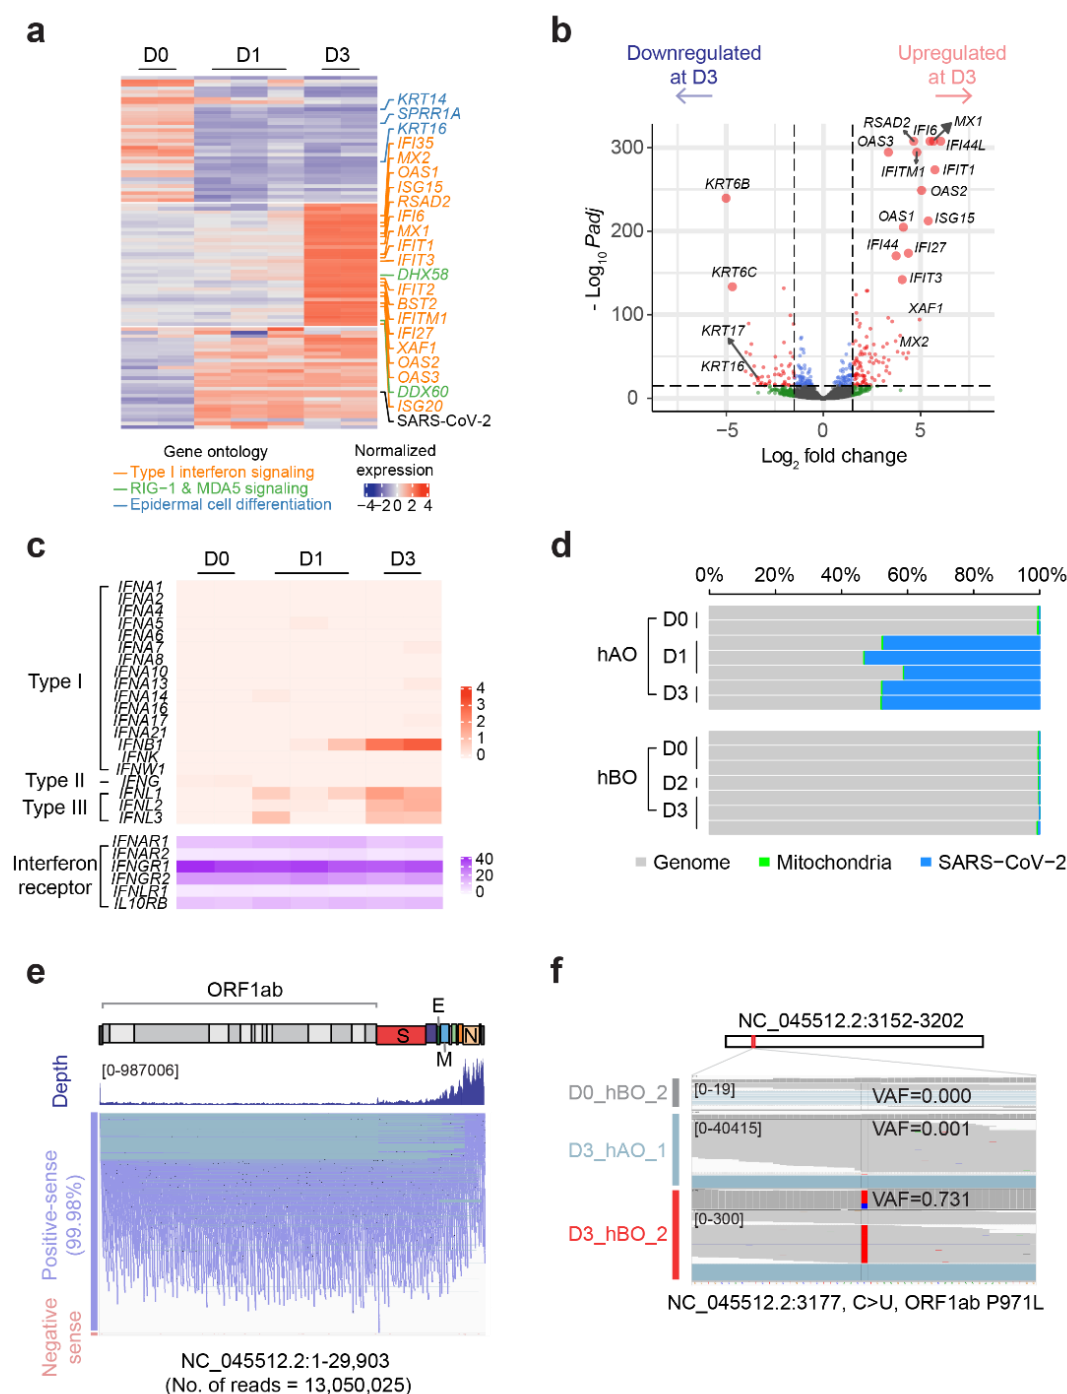 a
D0 D1 D3
KRT14
SPRR1A
KRT16
IFI35
MX2
OAS1
ISG15
RSAD2
IFI6
MX1
IFIT1
IFIT3
DHX58
IFIT2
BST2
IFITM1
IFI27
XAF1
OAS2
OAS3
DDX60
ISG20
SARS-CoV-2
Gene ontology
Type I interferon signaling
RIG-1 & MDA5 signaling
Epidermal cell differentiation
Normalized
expression
-4 -2 0 2 4
b
Downregulated
at D3
Upregulated
at D3
- Log10 Padj
300
200
100
0
-5 0 5
Log2 fold change
RSAD2
IFI6
MX1
OAS3
IFI44L
IFITM1
IFIT1
KRT6B
OAS2
OAS1
ISG15
IFI44
IFI27
KRT6C
IFIT3
XAF1
KRT17
MX2
KRT16
c
D0 D1 D3
Type I
IFNA1
IFNA2
IFNA4
IFNA5
IFNA6
IFNA7
IFNA8
IFNA10
IFNA13
IFNA14
IFNA16
IFNA17
IFNA21
IFNB1
IFNK
IFNW1
Type II
IFNG
Type III
IFNL1
IFNL2
IFNL3
4
3
2
1
0
Interferon
receptor
IFNAR1
IFNAR2
IFNGR1
IFNGR2
IFNLR1
IL10RB
40
20
0
d
0% 20% 40% 60% 80% 100%
hAO
D0
D1
D3
hBO
D0
D2
D3
Genome Mitochondria SARS-CoV-2
e
ORF1ab
E
S
N
M
Depth
[0-987006]
Positive-sense
(99.98%)
Negative
sense
NC_045512.2:1-29,903
(No. of reads = 13,050,025)
f
NC_045512.2:3152-3202
D0_hBO_2
[0-19]
VAF=0.000
D3_hAO_1
[0-40415]
VAF=0.001
D3_hBO_2
VAF=0.731
[0-300]
NC_045512.2:3177, C>U, ORF1ab P971L